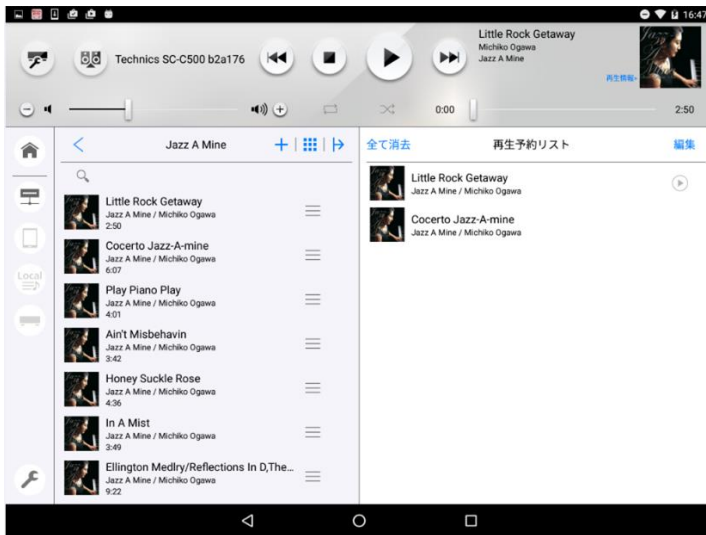 16:47
Technics SC-C500 b2a176
Little Rock Getaway
Michiko Ogawa
Jazz A Mine
再生情報>
0:00
2:50
Jazz A Mine
Local
Little Rock Getaway
Jazz A Mine / Michiko Ogawa
2:50
Cocerto Jazz-A-mine
Jazz A Mine / Michiko Ogawa
6:07
Play Piano Play
Jazz A Mine / Michiko Ogawa
4:01
Ain't Misbehavin
Jazz A Mine / Michiko Ogawa
3:42
Honey Suckle Rose
Jazz A Mine / Michiko Ogawa
4:36
In A Mist
Jazz A Mine / Michiko Ogawa
3:49
Ellington Medlry/Reflections In D,The...
Jazz A Mine / Michiko Ogawa
9:22
全て消去
再生予約リスト
編集
Little Rock Getaway
Jazz A Mine / Michiko Ogawa
Cocerto Jazz-A-mine
Jazz A Mine / Michiko Ogawa